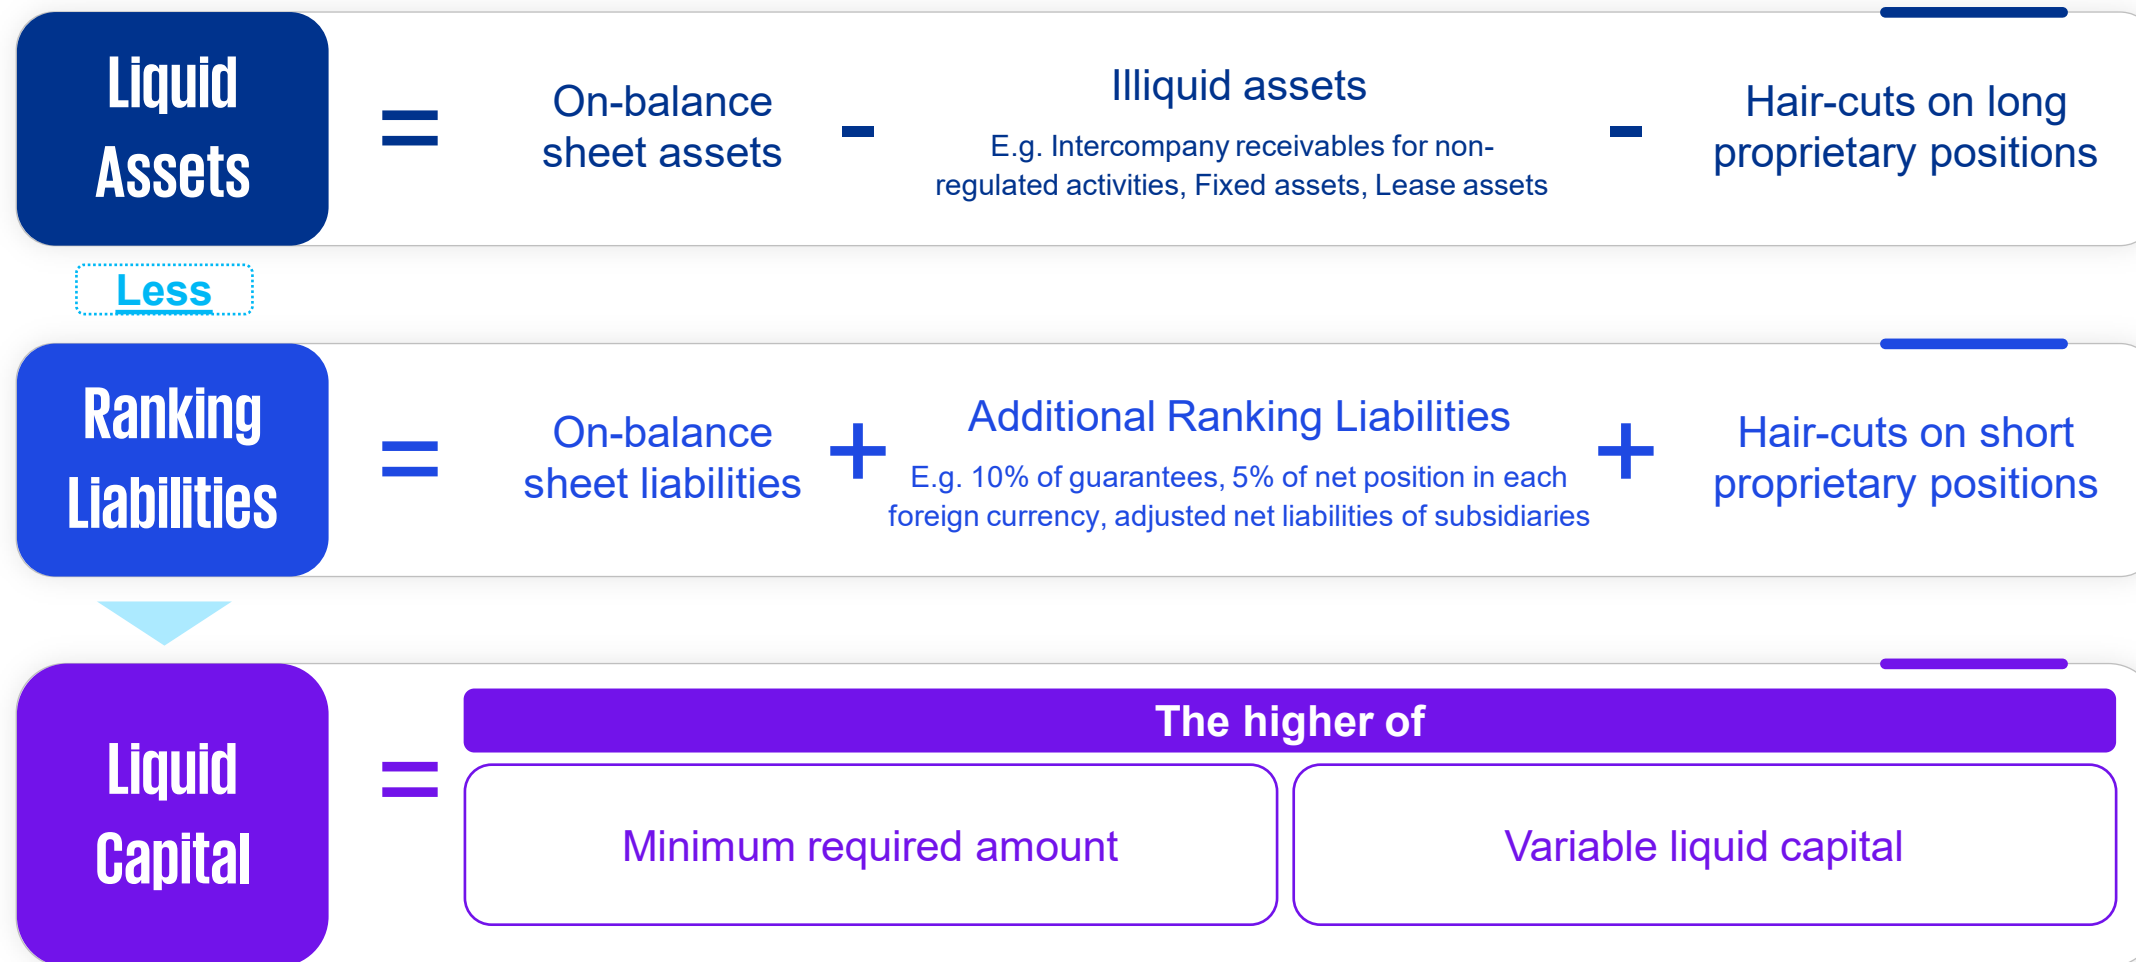 Liquid
Assets
=
On-balance
sheet assets
-
Illiquid assets
E.g. Intercompany receivables for non-
regulated activities, Fixed assets, Lease assets
-
Hair-cuts on long
proprietary positions
Less
Ranking
Liabilities
=
On-balance
sheet liabilities
+
Additional Ranking Liabilities
E.g. 10% of guarantees, 5% of net position in each
foreign currency, adjusted net liabilities of subsidiaries
+
Hair-cuts on short
proprietary positions
Liquid
Capital
=
The higher of
Minimum required amount
Variable liquid capital